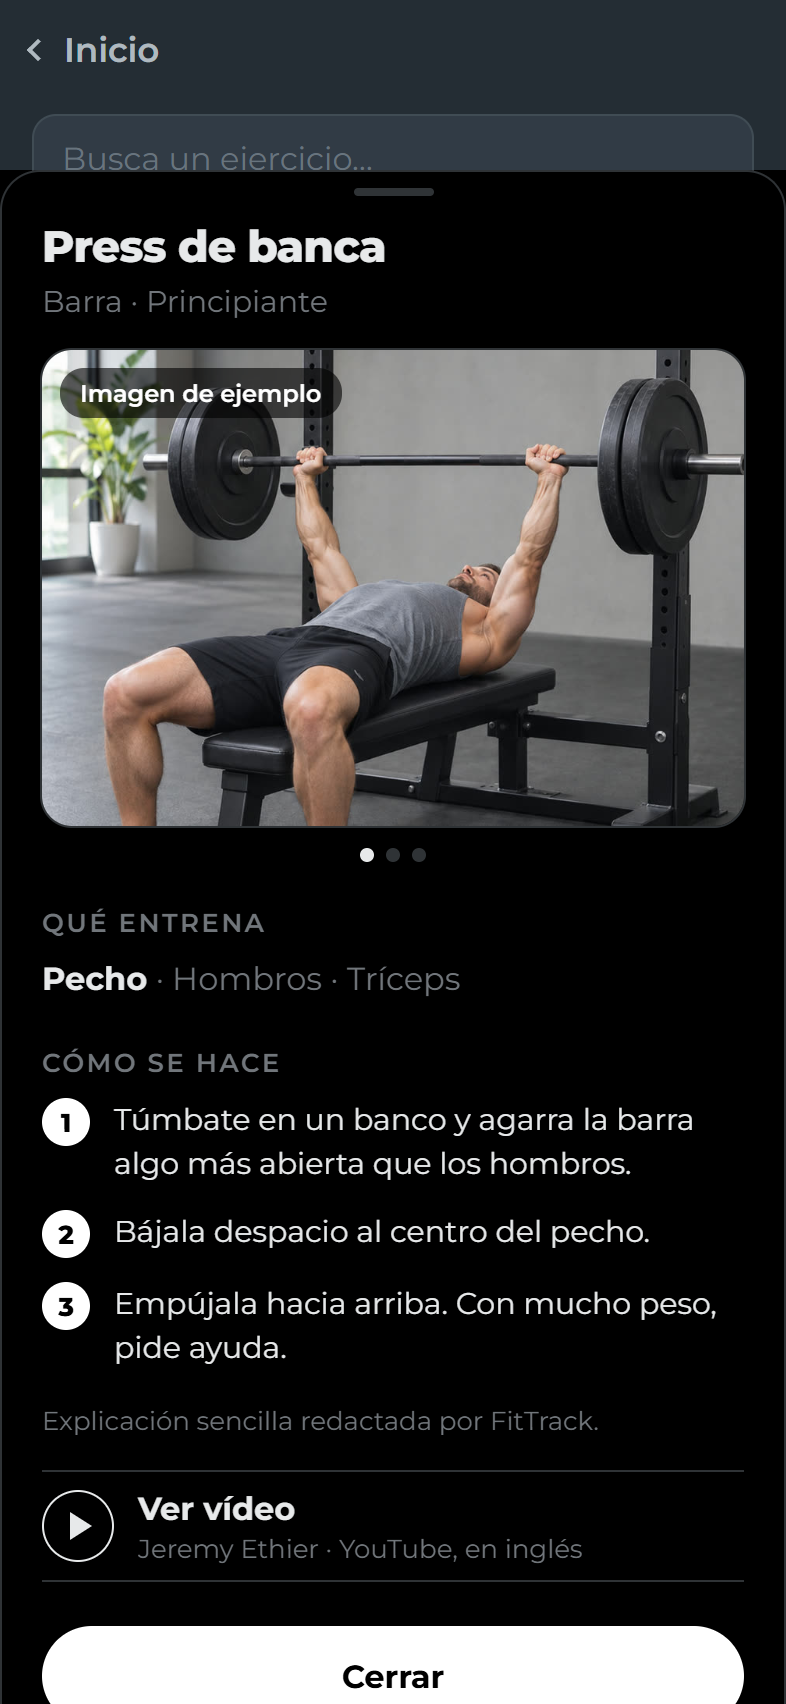 Inicio
Busca un ejercicio...
Press de banca
Barra · Principiante
Imagen de ejemplo
QUÉ ENTRENA
Pecho · Hombros · Tríceps
CÓMO SE HACE
1 Túmbate en un banco y agarra la barra
algo más abierta que los hombros.
2 Bájala despacio al centro del pecho.
3 Empújala hacia arriba. Con mucho peso,
pide ayuda.
Explicación sencilla redactada por FitTrack.
Ver vídeo
Jeremy Ethier · YouTube, en inglés
Cerrar